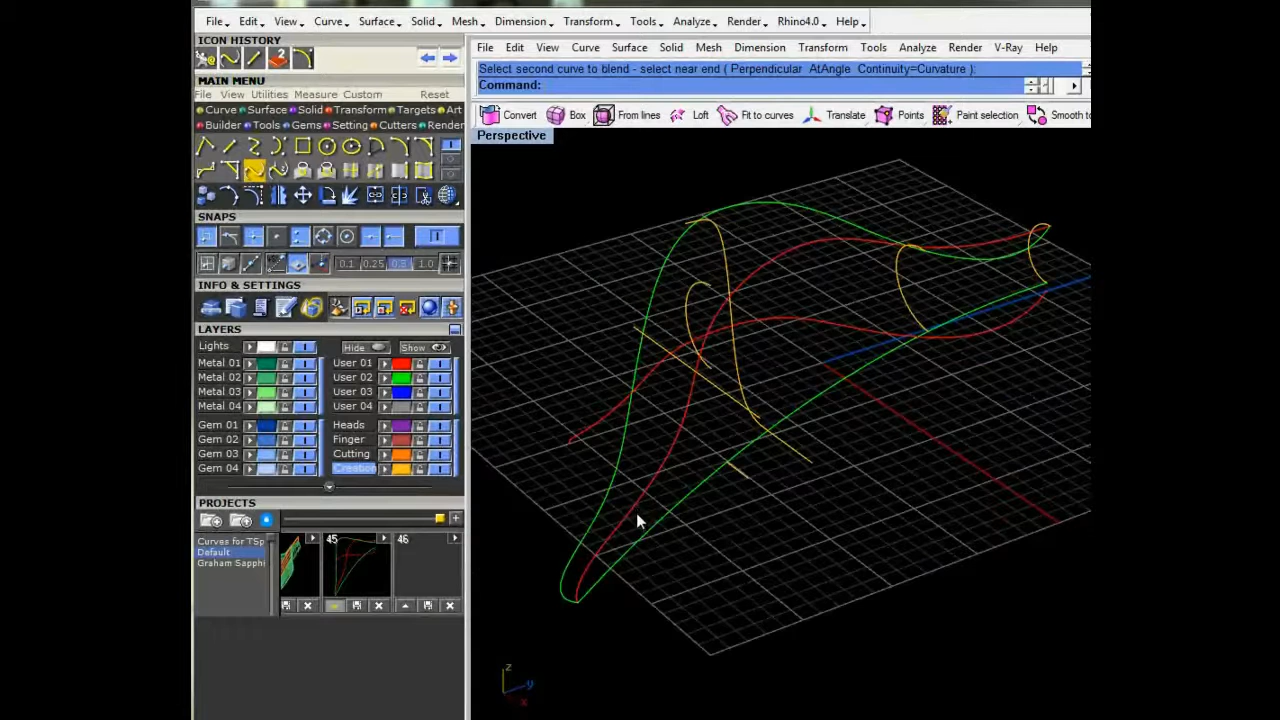 File Edit View Curve Surface Solid Mesh Dimension Transform Tools Analyze Render Rhino4.0 Help
ICON HISTORY
MAIN MENU
File View Utilities Measure Custom Reset
Curve Surface Solid Transform Targets Art
Builder Tools Gems Setting Cutters Render
SNAPS
0.1 0.25 0.5 1.0
INFO & SETTINGS
LAYERS
Lights Hide Show
Metal 01 User 01
Metal 02 User 02
Metal 03 User 03
Metal 04 User 04
Gem 01 Heads
Gem 02 Finger
Gem 03 Cutting
Gem 04 Creation
PROJECTS
Curves for TSp
Default
Graham Sapphi
45 46
File Edit View Curve Surface Solid Mesh Dimension Transform Tools Analyze Render V-Ray Help
Select second curve to blend - select near end ( Perpendicular AtAngle Continuity=Curvature ):
Command:
Convert Box From lines Loft Fit to curves Translate Points Paint selection Smooth to
Perspective
z
y
x